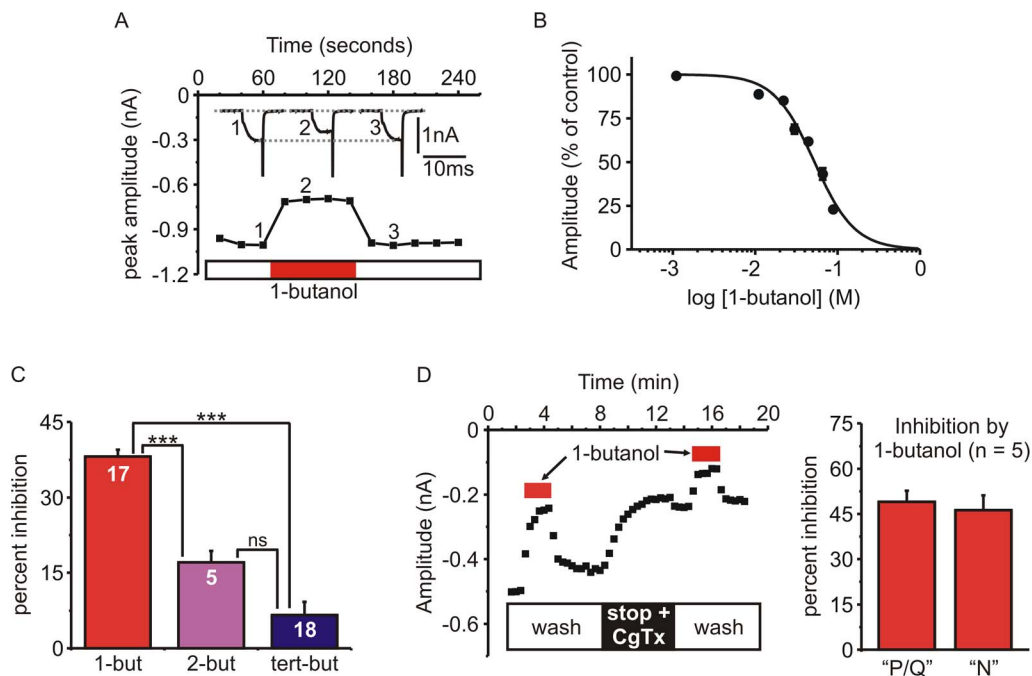 A
Time (seconds)
0 60 120 180 240
peak amplitude (nA)
0
-0.3
-0.6
-0.9
-1.2
1 2 3
1nA
10ms
2
1 3
1-butanol
B
Amplitude (% of control)
100
75
50
25
0
-3 -2 -1 0
log [1-butanol] (M)
C
percent inhibition
45
30
15
0
***
***
ns
17
5
18
1-but 2-but tert-but
D
Time (min)
0 4 8 12 16 20
Amplitude (nA)
0
-0.2
-0.4
-0.6
1-butanol
wash
stop +
CgTx
wash
Inhibition by
1-butanol (n = 5)
percent inhibition
75
60
45
30
15
0
“P/Q” “N”